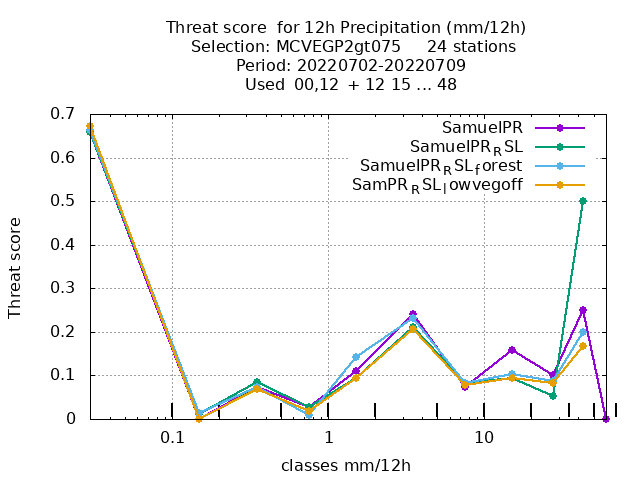 Threat score  for 12h Precipitation (mm/12h)
Selection: MCVEGP2gt075     24 stations
Period: 20220702-20220709
Used  00,12  + 12 15 ... 48
SamuelPR
SamuelPR_RSL
SamuelPR_RSL_forest
SamPR_RSL_lowvegoff
Threat score
0.7
0.6
0.5
0.4
0.3
0.2
0.1
0
0.1 1 10
classes mm/12h